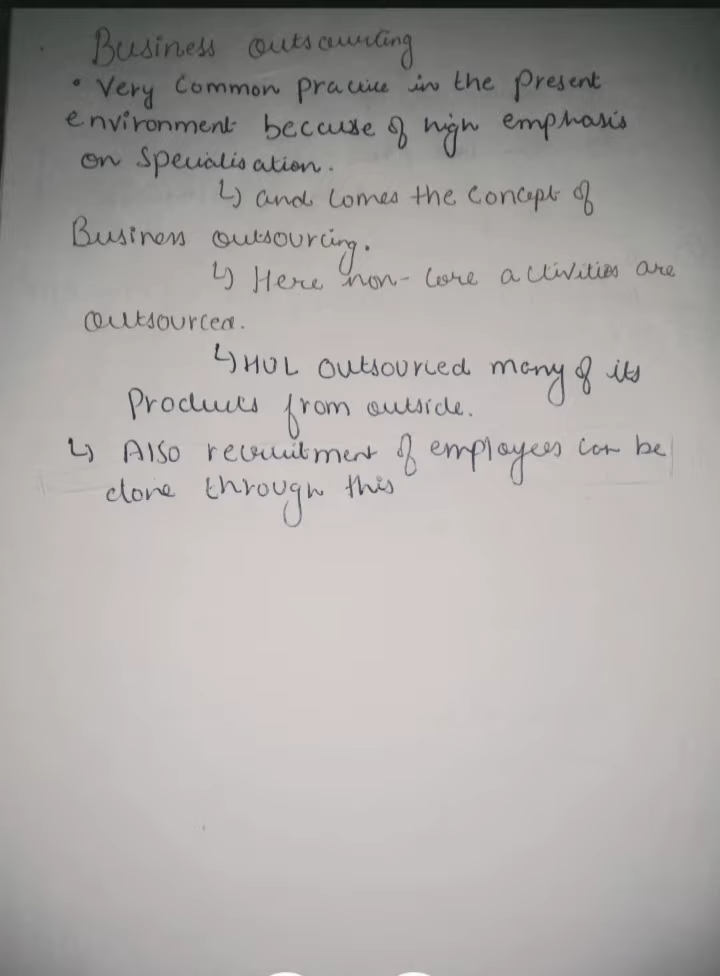 Business outsourcing
• Very Common practice in the present
environment because of high emphasis
on Specialisation.
↳ and comes the concept of
Business outsourcing.
↳ Here non-core activities are
outsourced.
↳ HUL outsourced many of its
Products from outside.
↳ Also recruitment of employees can be
done through this